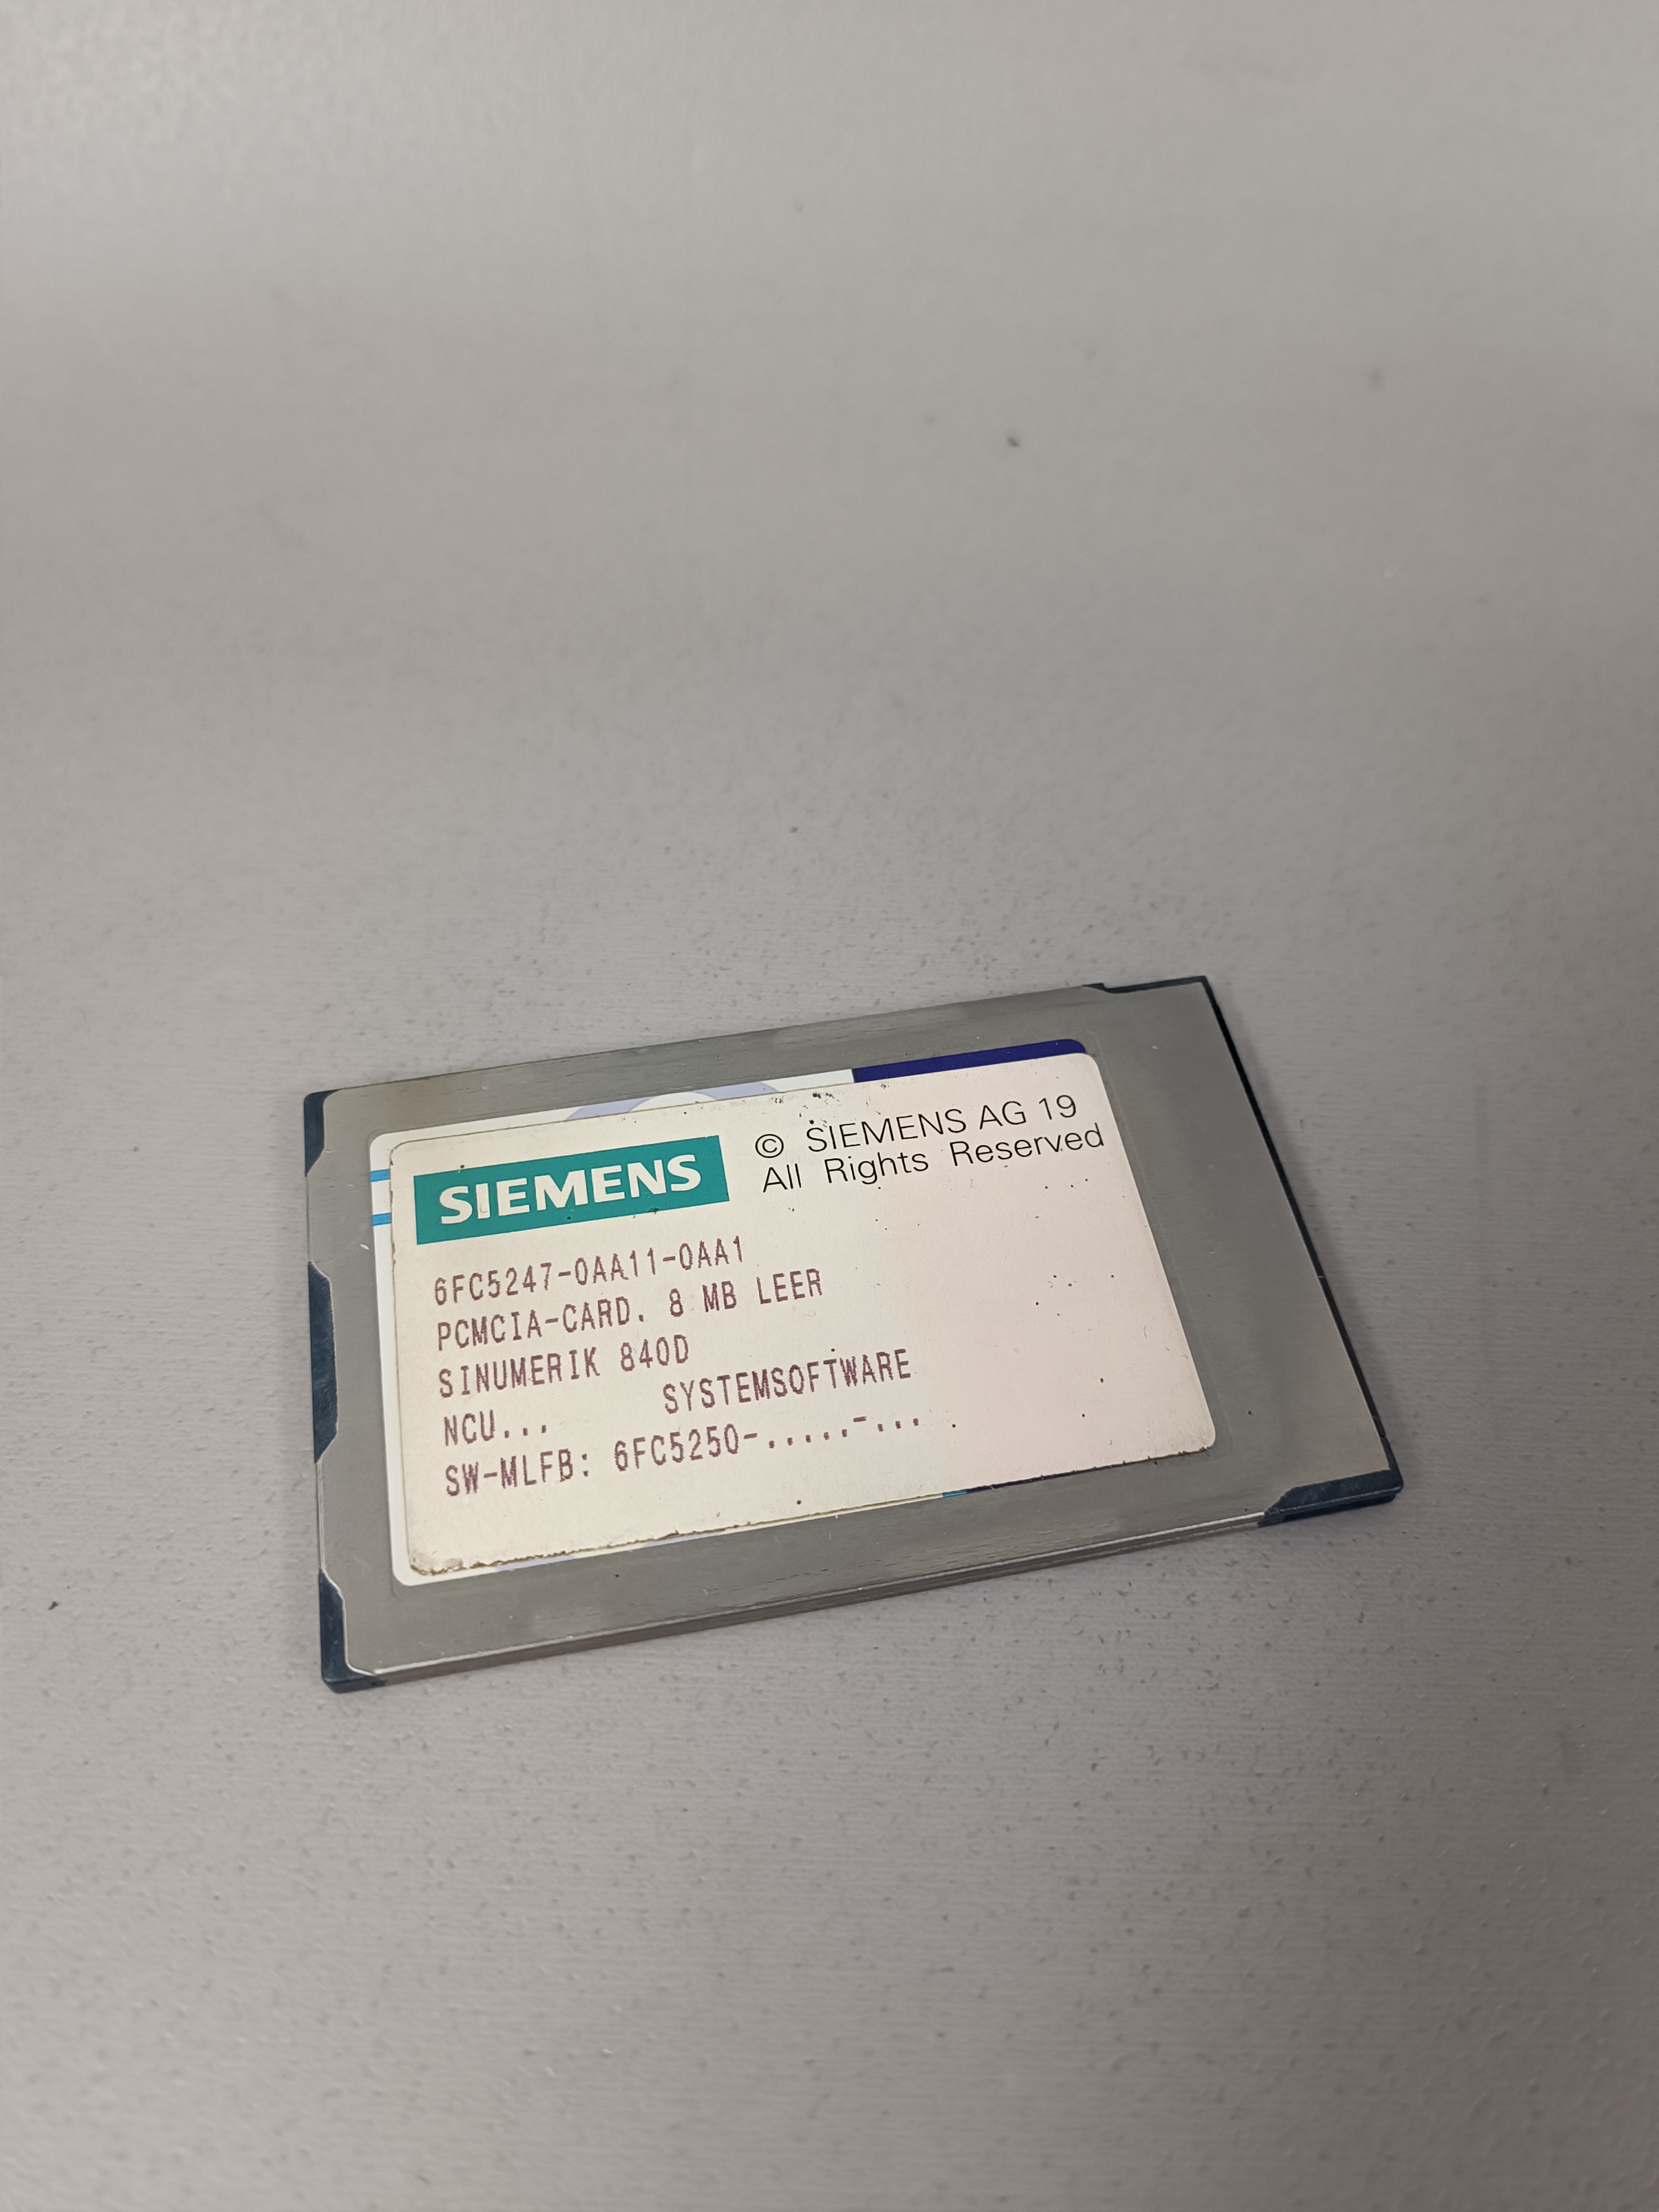 SIEMENS
© SIEMENS AG 19
All Rights Reserved
6FC5247-0AA11-0AA1
PCMCIA-CARD. 8 MB LEER
SINUMERIK 840D
NCU... SYSTEMSOFTWARE
SW-MLFB: 6FC5250-.....-...